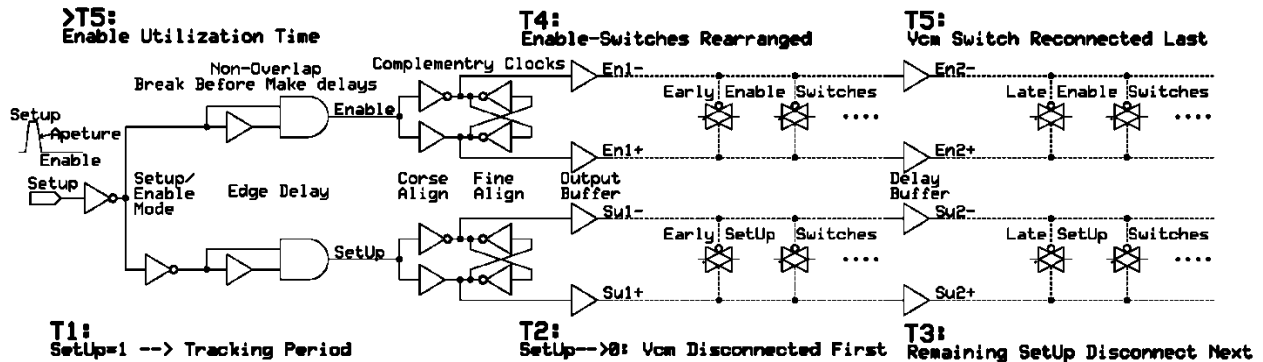 >T5:
Enable Utilization Time
T4:
Enable-Switches Rearranged
T5:
Vcm Switch Reconnected Last
Non-Overlap
Break Before Make delays
Complementry Clocks
En1-
En2-
Early Enable Switches
Late Enable Switches
Enable
....
....
Setup
Apeture
Enable
En1+
En2+
Setup
Setup/
Enable
Mode
Edge Delay
Corse
Align
Fine
Align
Output
Buffer
Delay
Buffer
Su1-
Su2-
Early SetUp Switches
Late SetUp Switches
SetUp
....
....
Su1+
Su2+
T1:
SetUp=1 --> Tracking Period
T2:
SetUp-->0: Vcm Disconnected First
T3:
Remaining SetUp Disconnect Next